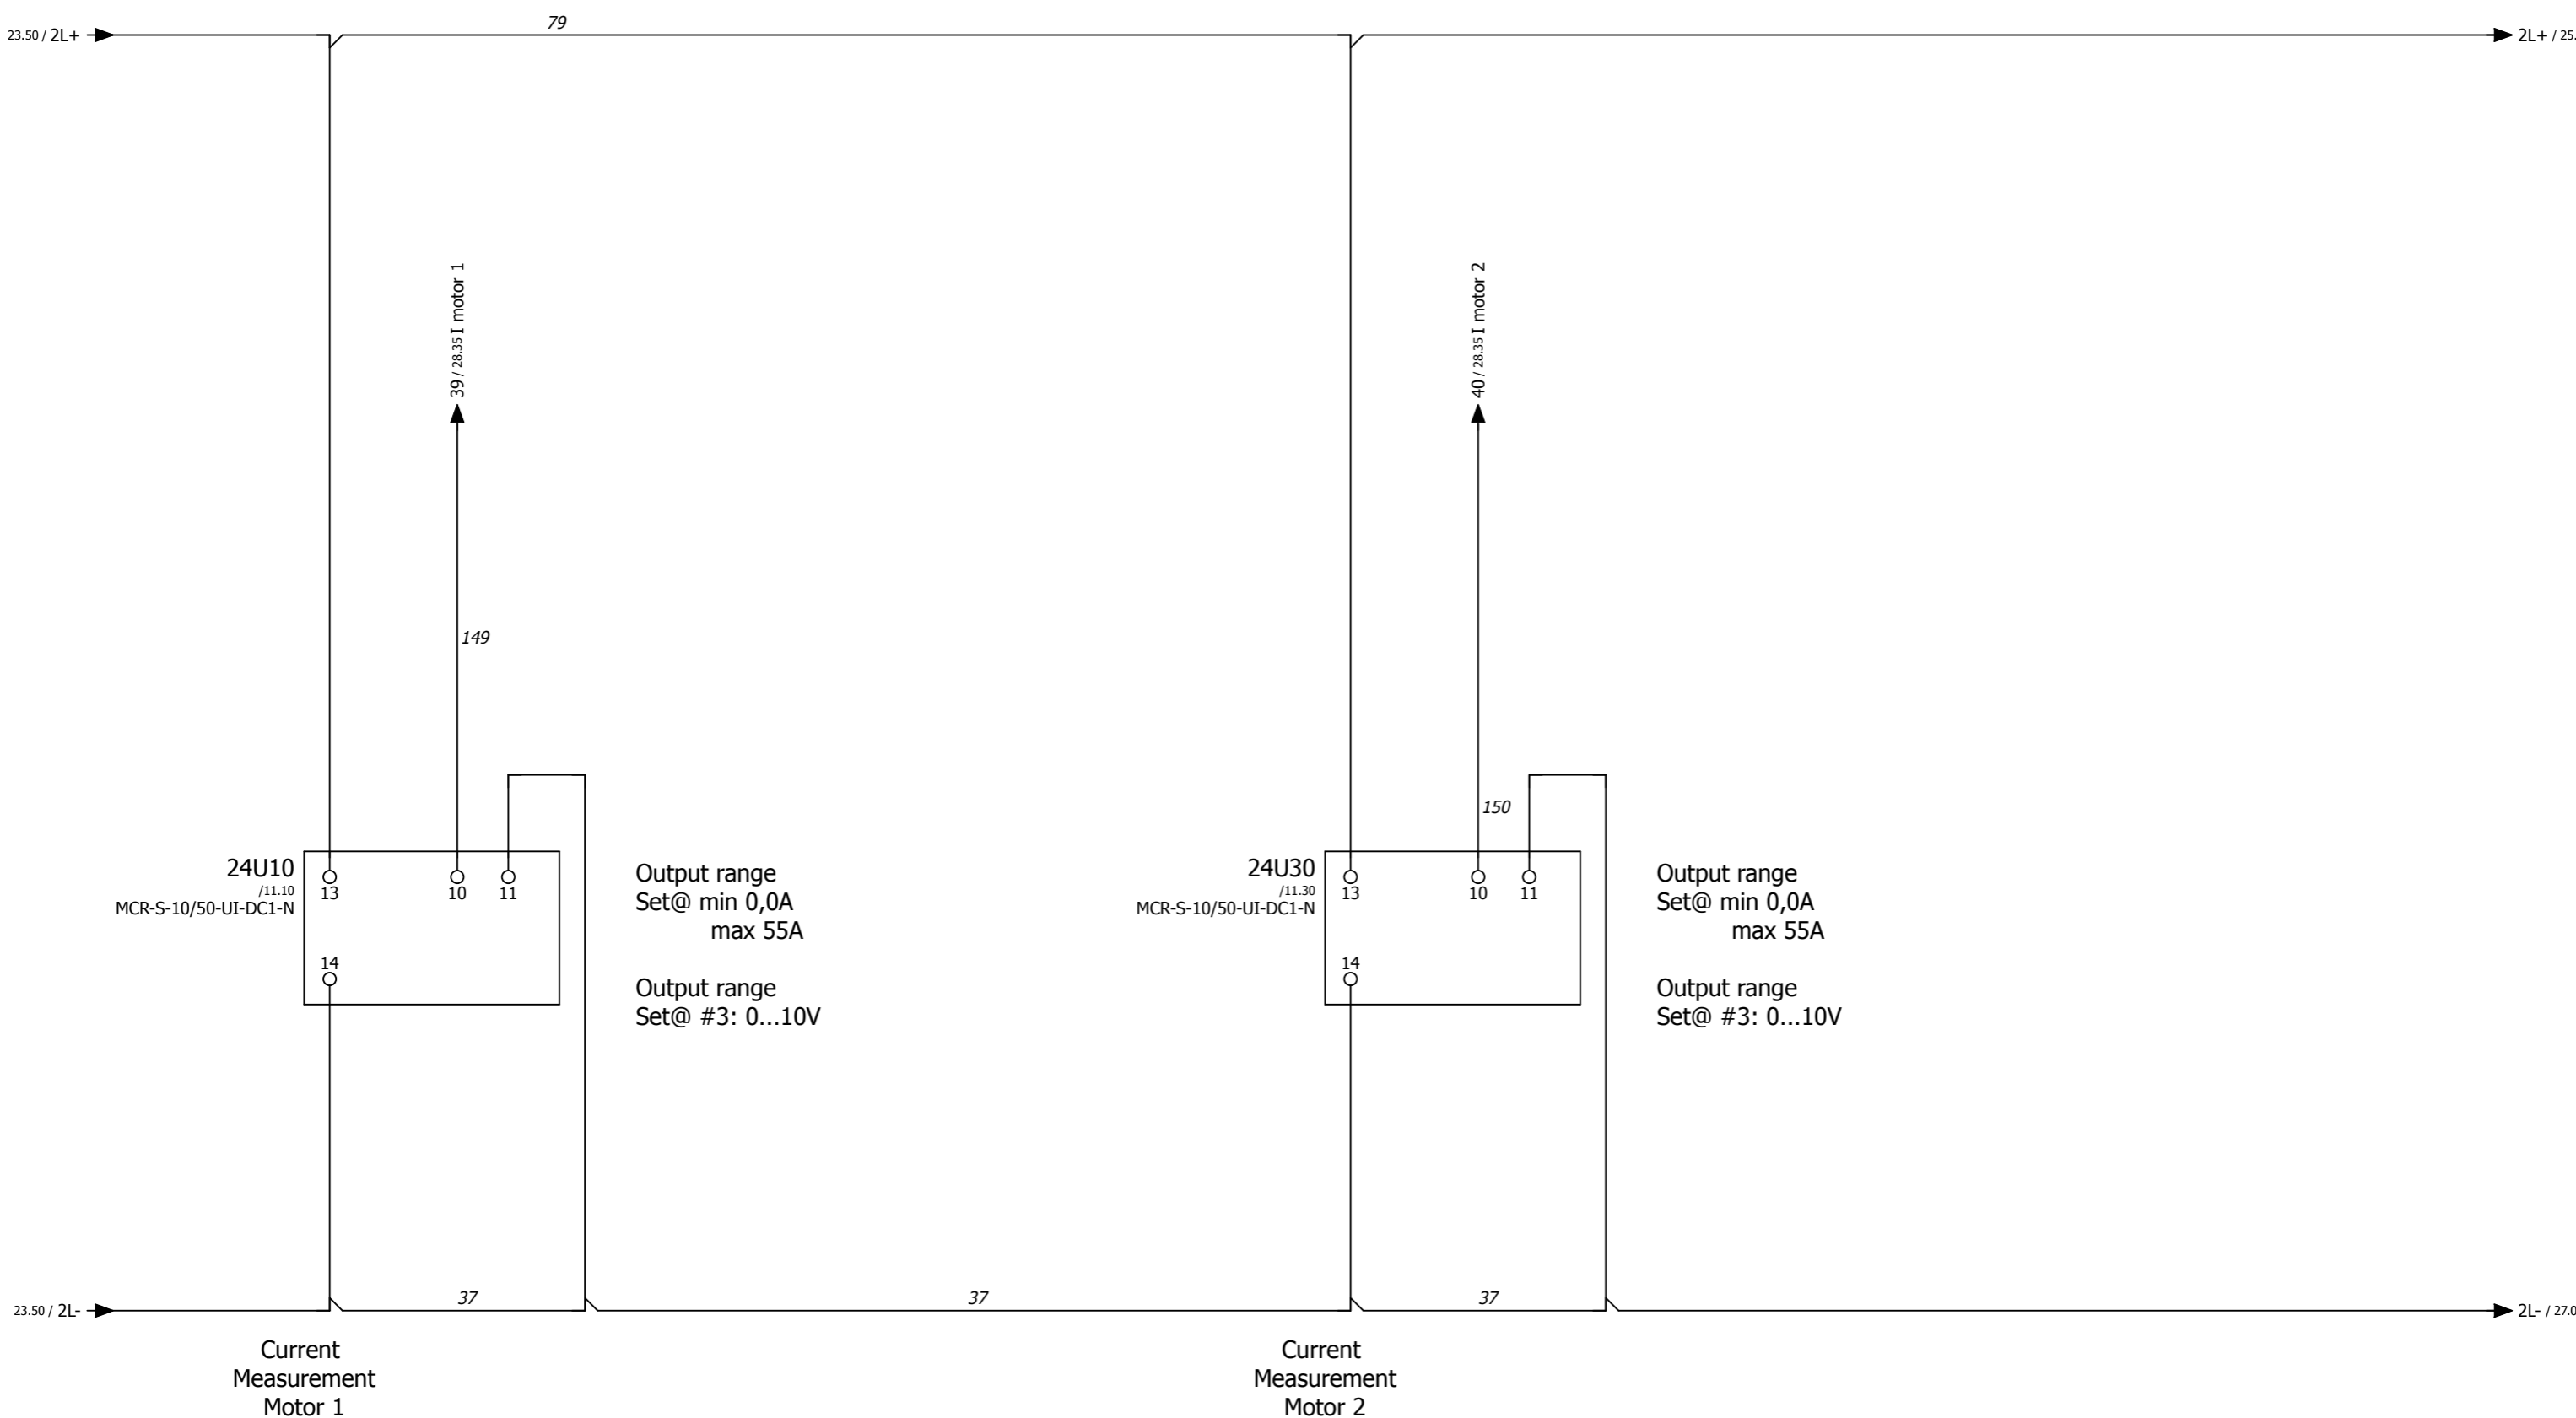 79
23.50 / 2L+
2L+ / 25.
39 / 28.35 I motor 1
40 / 28.35 I motor 2
149
150
24U10
/11.10
MCR-S-10/50-UI-DC1-N
13
10
11
14
Output range
Set@ min 0,0A
max 55A
Output range
Set@ #3: 0...10V
24U30
/11.30
MCR-S-10/50-UI-DC1-N
13
10
11
14
Output range
Set@ min 0,0A
max 55A
Output range
Set@ #3: 0...10V
37
37
37
23.50 / 2L-
2L- / 27.0
Current
Measurement
Motor 1
Current
Measurement
Motor 2